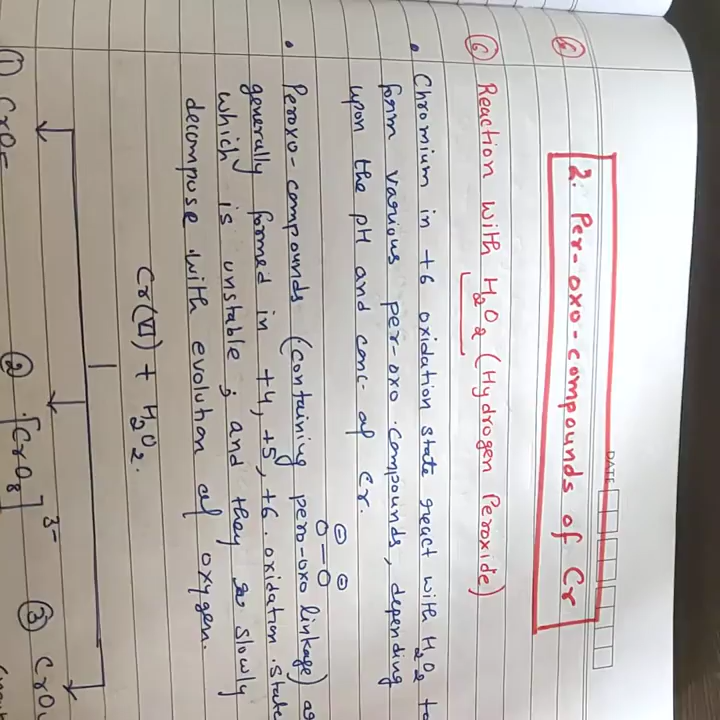 DATE
2. Per-oxo-compounds of Cr
6 Reaction with H₂O₂ (Hydrogen Peroxide)
• Chromium in +6 oxidation state react with H₂O₂ to
form various per-oxo compounds, depending
upon the pH and conc. of Cr.
⊖ ⊖
O—O
• Peroxo-compounds (containing pero-oxo linkage)
generally formed in +4, +5, +6. oxidation. state
which is unstable ; and they slowly
decompose with evolution of oxygen.
Cr(VI) + H₂O₂.
① CrO₅ ② [CrO₈]³⁻ ③